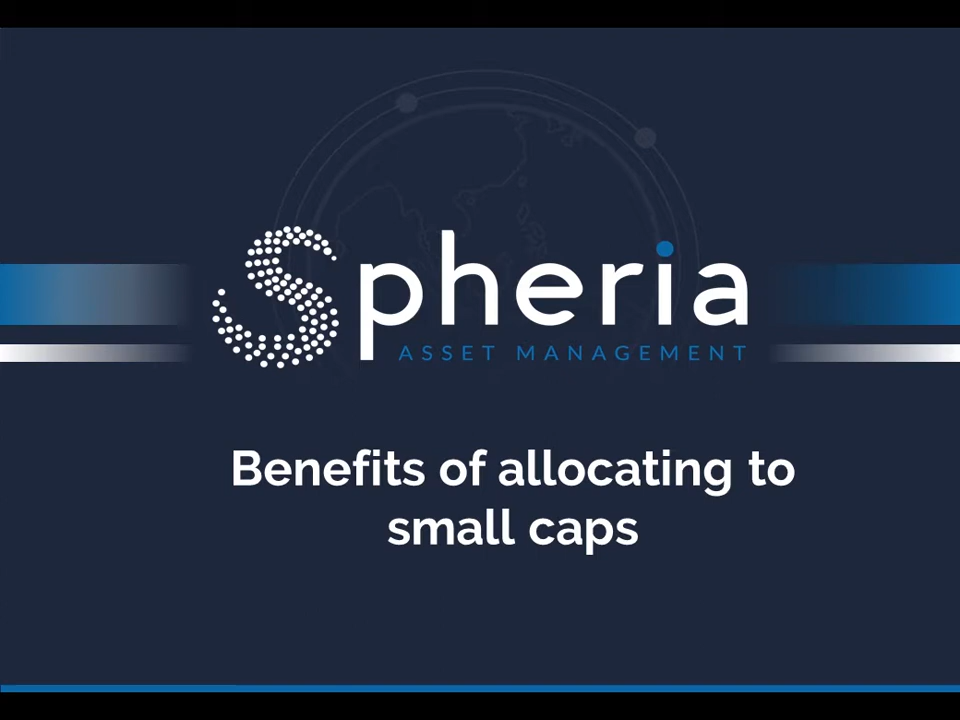 Spheria
ASSET MANAGEMENT
Benefits of allocating to
small caps